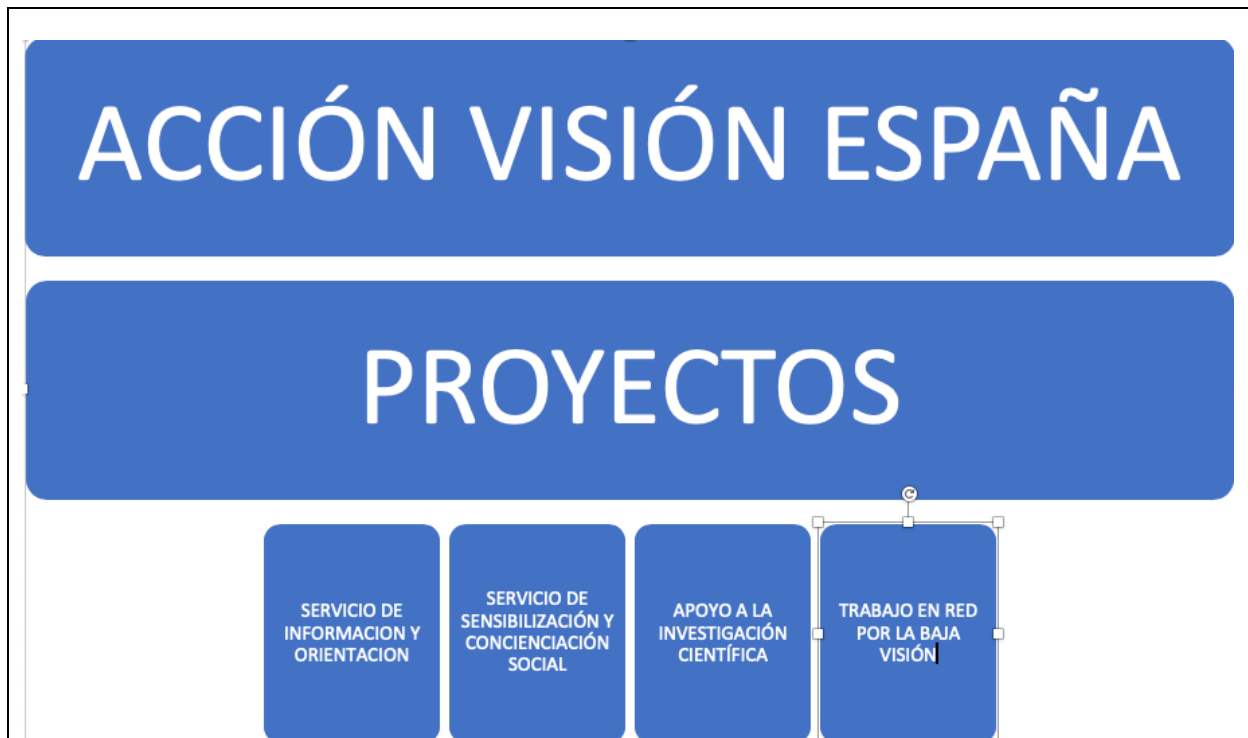 ACCIÓN VISIÓN ESPAÑA
PROYECTOS
SERVICIO DE
INFORMACION Y
ORIENTACION
SERVICIO DE
SENSIBILIZACIÓN Y
CONCIENCIACIÓN
SOCIAL
APOYO A LA
INVESTIGACIÓN
CIENTÍFICA
TRABAJO EN RED
POR LA BAJA
VISIÓN